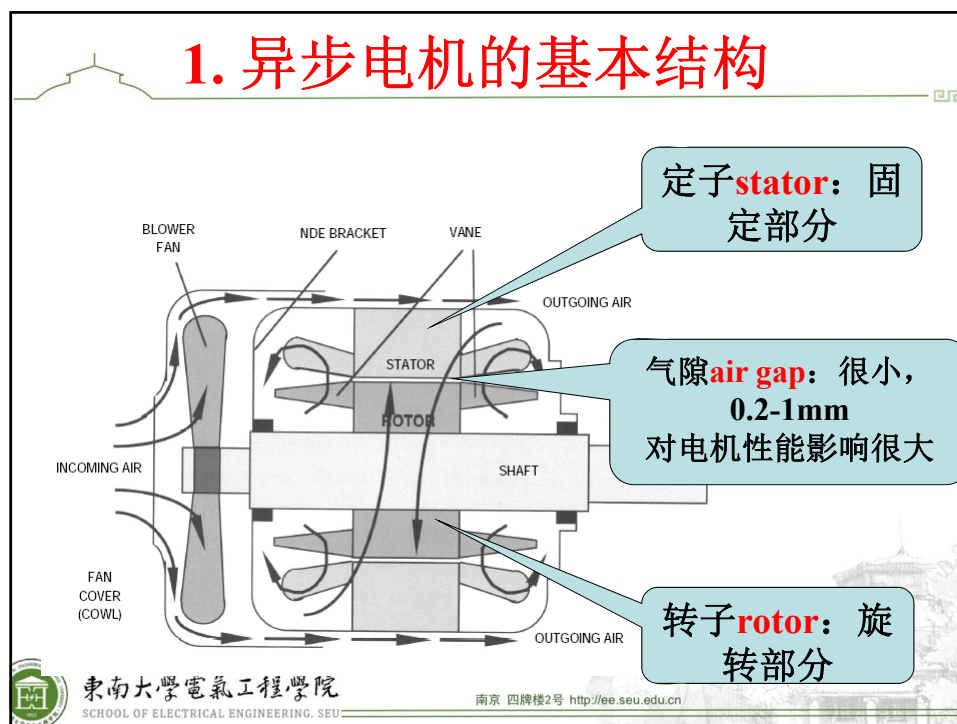 1. 异步电机的基本结构
定子stator：固
定部分
BLOWER
FAN
NDE BRACKET
VANE
OUTGOING AIR
STATOR
气隙air gap：很小，
0.2-1mm
对电机性能影响很大
ROTOR
INCOMING AIR
SHAFT
FAN
COVER
(COWL)
转子rotor：旋
转部分
OUTGOING AIR
東南大學電氣工程學院
SCHOOL OF ELECTRICAL ENGINEERING, SEU
南京 四牌楼2号 http://ee.seu.edu.cn